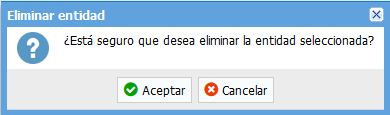 Eliminar entidad
¿Está seguro que desea eliminar la entidad seleccionada?
Aceptar
Cancelar